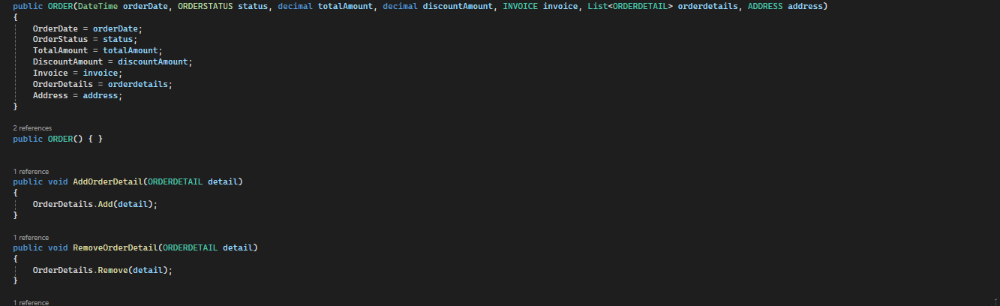 public ORDER(DateTime orderDate, ORDERSTATUS status, decimal totalAmount, decimal discountAmount, INVOICE invoice, List<ORDERDETAIL> orderdetails, ADDRESS address)
{
    OrderDate = orderDate;
    OrderStatus = status;
    TotalAmount = totalAmount;
    DiscountAmount = discountAmount;
    Invoice = invoice;
    OrderDetails = orderdetails;
    Address = address;
}
2 references
public ORDER() { }
1 reference
public void AddOrderDetail(ORDERDETAIL detail)
{
    OrderDetails.Add(detail);
}
1 reference
public void RemoveOrderDetail(ORDERDETAIL detail)
{
    OrderDetails.Remove(detail);
}
1 reference